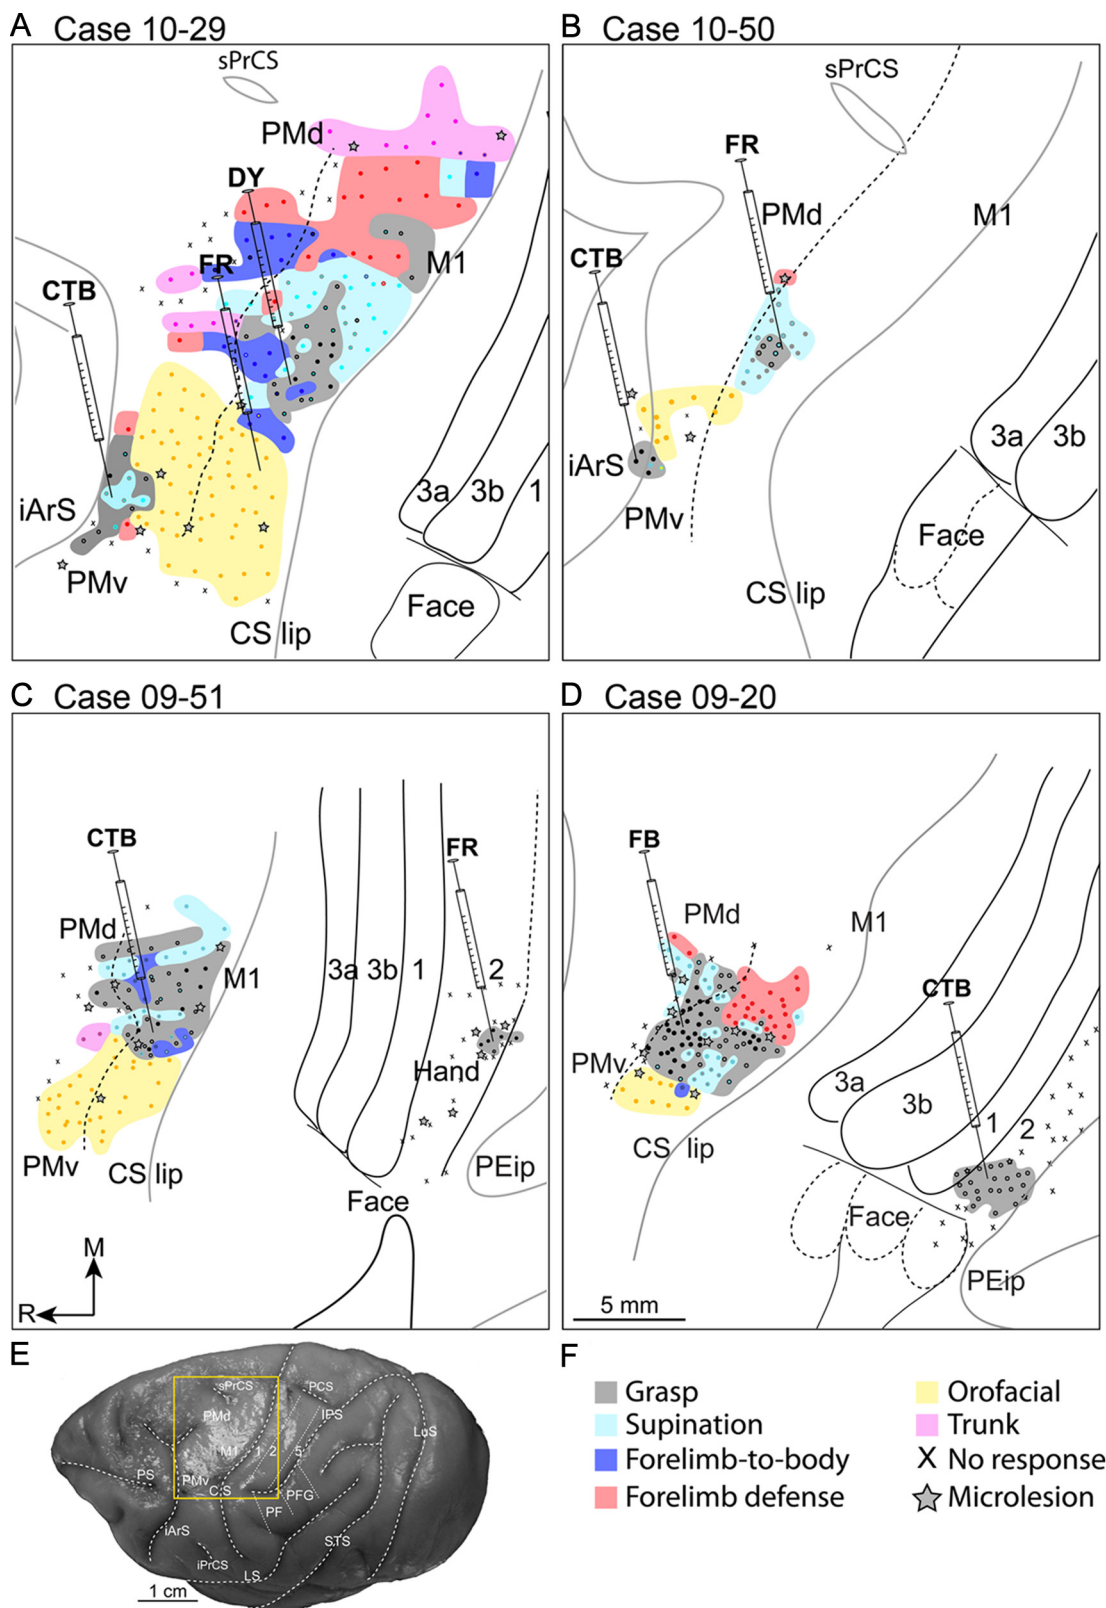 A Case 10-29
sPrCS
PMd
DY
FR
M1
CTB
iArS
PMv
3a
3b
1
Face
CS lip
B Case 10-50
sPrCS
FR
PMd
M1
CTB
iArS
PMv
3a
3b
Face
CS lip
C Case 09-51
CTB
FR
PMd
M1
3a
3b
1
2
Hand
PMv
CS lip
PEip
Face
M
R
D Case 09-20
FB
PMd
M1
CTB
PMv
3a
3b
1
2
CS lip
Face
PEip
5 mm
E
sPrCS
PCS
IPS
PMd
LuS
M1
1
2
5
PS
PMv
CS
PFG
PF
iArS
STS
iPrCS
LS
1 cm
F
Grasp
Orofacial
Supination
Trunk
Forelimb-to-body
X No response
Forelimb defense
Microlesion